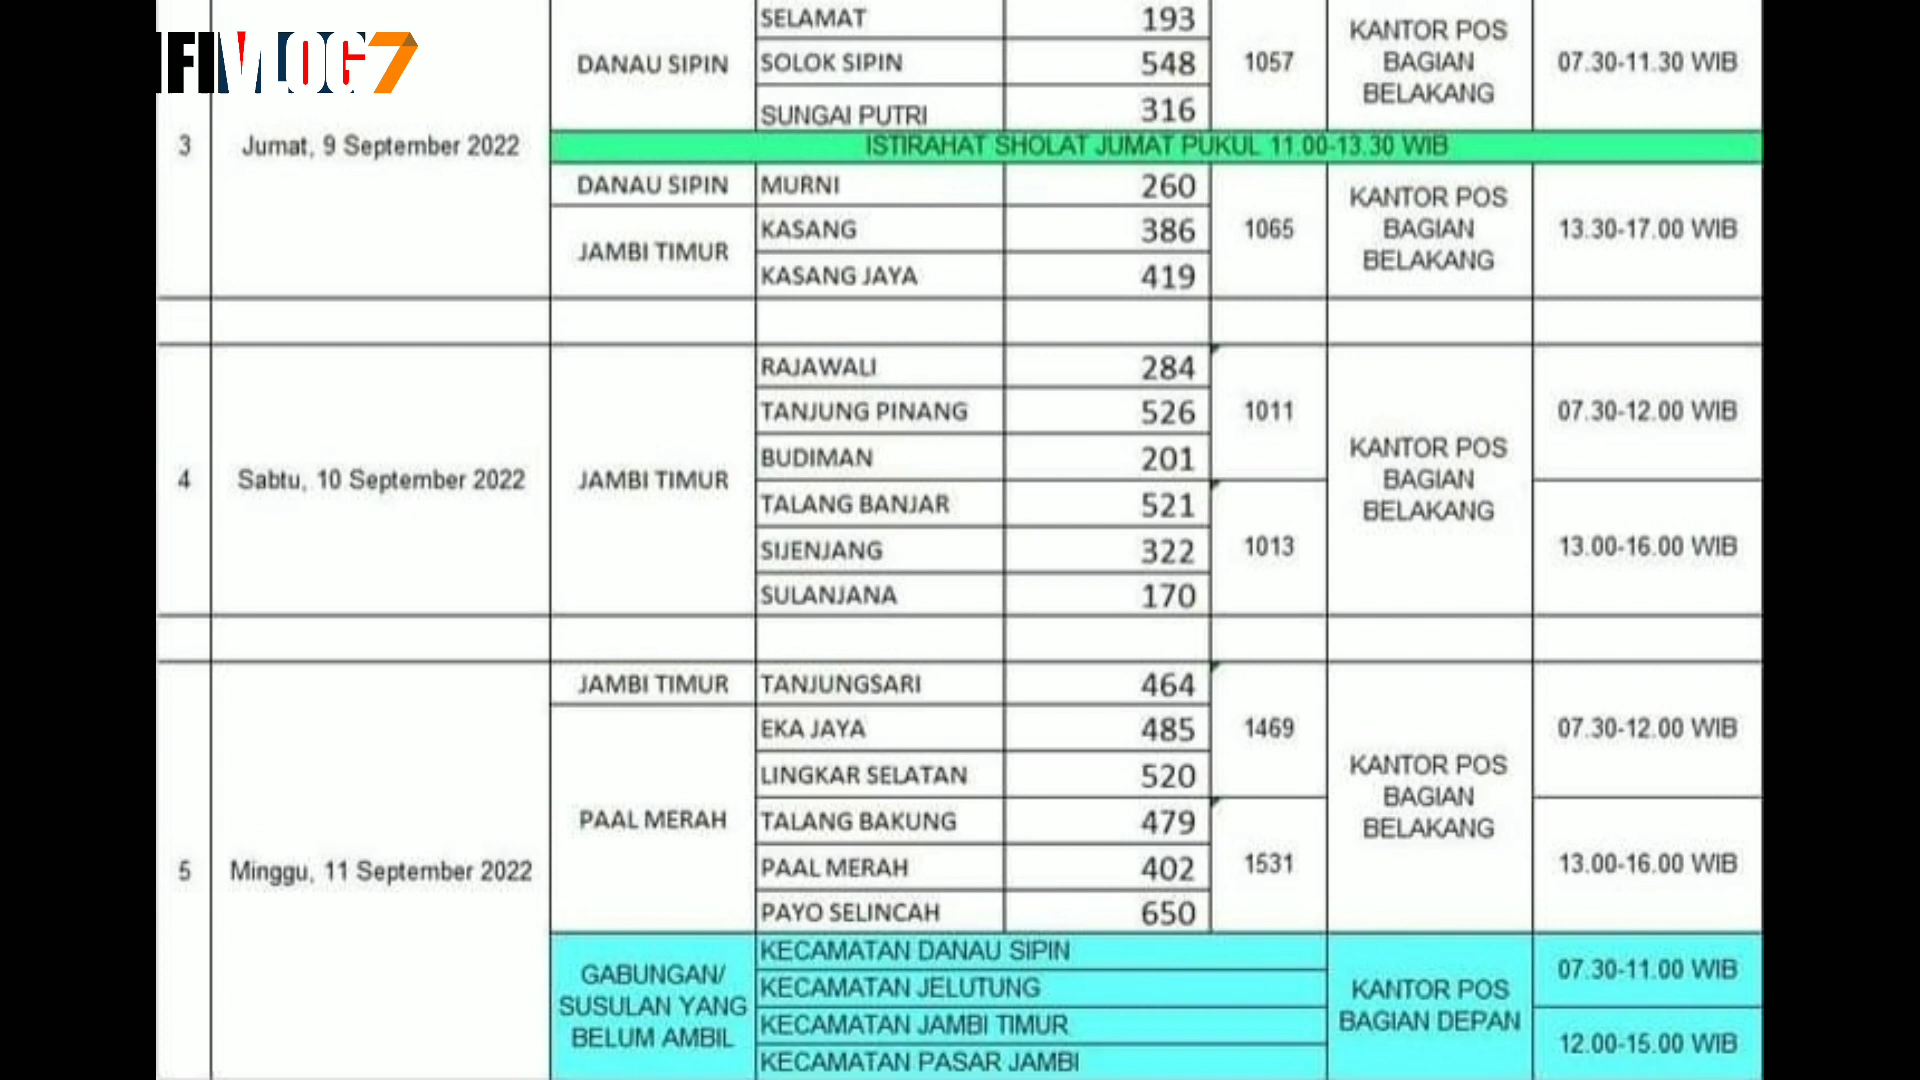 IFIVLOG7
SELAMAT 193
DANAU SIPIN SOLOK SIPIN 548 1057 KANTOR POS BAGIAN BELAKANG 07.30-11.30 WIB
SUNGAI PUTRI 316
3 Jumat, 9 September 2022
ISTIRAHAT SHOLAT JUMAT PUKUL 11.00-13.30 WIB
DANAU SIPIN MURNI 260
JAMBI TIMUR KASANG 386 1065 KANTOR POS BAGIAN BELAKANG 13.30-17.00 WIB
KASANG JAYA 419
RAJAWALI 284
TANJUNG PINANG 526 1011 07.30-12.00 WIB
BUDIMAN 201
4 Sabtu, 10 September 2022 JAMBI TIMUR KANTOR POS BAGIAN BELAKANG
TALANG BANJAR 521
SIJENJANG 322 1013 13.00-16.00 WIB
SULANJANA 170
JAMBI TIMUR TANJUNGSARI 464
EKA JAYA 485 1469 07.30-12.00 WIB
LINGKAR SELATAN 520
PAAL MERAH TALANG BAKUNG 479 KANTOR POS BAGIAN BELAKANG
PAAL MERAH 402 1531 13.00-16.00 WIB
5 Minggu, 11 September 2022
PAYO SELINCAH 650
GABUNGAN/ SUSULAN YANG BELUM AMBIL
KECAMATAN DANAU SIPIN
KECAMATAN JELUTUNG
KECAMATAN JAMBI TIMUR
KECAMATAN PASAR JAMBI
KANTOR POS BAGIAN DEPAN
07.30-11.00 WIB
12.00-15.00 WIB